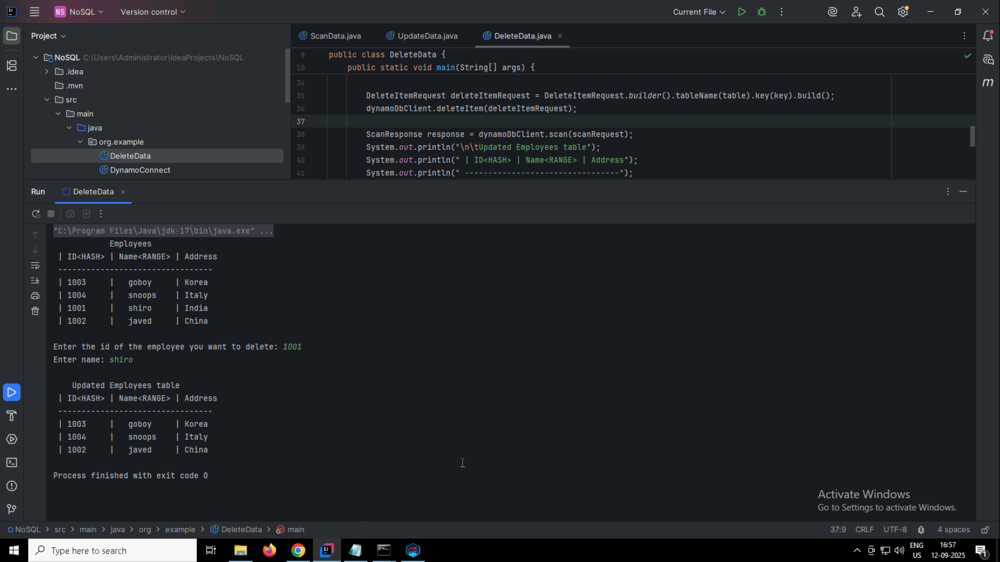 NS NoSQL Version control Current File
Project
ScanData.java UpdateData.java DeleteData.java
NoSQL C:\Users\Administrator\IdeaProjects\NoSQL
.idea
.mvn
src
main
java
org.example
DeleteData
DynamoConnect
9 public class DeleteData {
10 public static void main(String[] args) {
34
35 DeleteItemRequest deleteItemRequest = DeleteItemRequest.builder().tableName(table).key(key).build();
36 dynamoDbClient.deleteItem(deleteItemRequest);
37
38 ScanResponse response = dynamoDbClient.scan(scanRequest);
39 System.out.println("\n\tUpdated Employees table");
40 System.out.println(" | ID<HASH> | Name<RANGE> | Address");
41 System.out.println(" ---------------------------------");
Run DeleteData
"C:\Program Files\Java\jdk-17\bin\java.exe" ...
Employees
| ID<HASH> | Name<RANGE> | Address
---------------------------------
| 1003 | goboy | Korea
| 1004 | snoops | Italy
| 1001 | shiro | India
| 1002 | javed | China
Enter the id of the employee you want to delete: 1001
Enter name: shiro
Updated Employees table
| ID<HASH> | Name<RANGE> | Address
---------------------------------
| 1003 | goboy | Korea
| 1004 | snoops | Italy
| 1002 | javed | China
Process finished with exit code 0
Activate Windows
Go to Settings to activate Windows.
NoSQL > src > main > java > org > example > DeleteData > main 37:9 CRLF UTF-8 4 spaces
Type here to search
ENG
US
16:57
12-09-2025
1